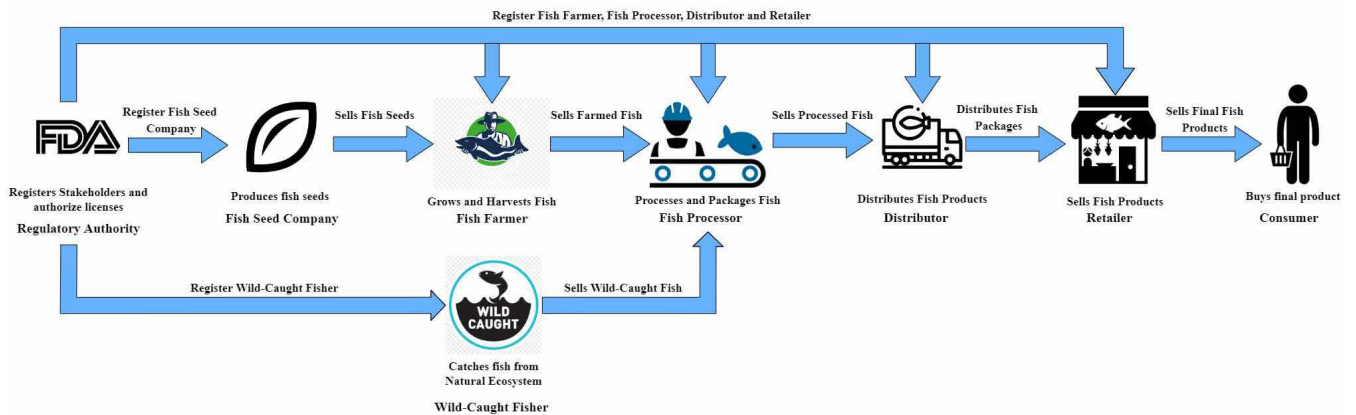 Register Fish Farmer, Fish Processor, Distributor and Retailer
Register Fish Seed
Company
Sells Fish Seeds
Sells Farmed Fish
Sells Processed Fish
Distributes Fish
Packages
Sells Final Fish
Products
FDA
Registers Stakeholders and
authorize licenses
Regulatory Authority
Produces fish seeds
Fish Seed Company
Grows and Harvests Fish
Fish Farmer
Processes and Packages Fish
Fish Processor
Distributes Fish Products
Distributor
Sells Fish Products
Retailer
Buys final product
Consumer
Register Wild-Caught Fisher
WILD
CAUGHT
Sells Wild-Caught Fish
Catches fish from
Natural Ecosystem
Wild-Caught Fisher